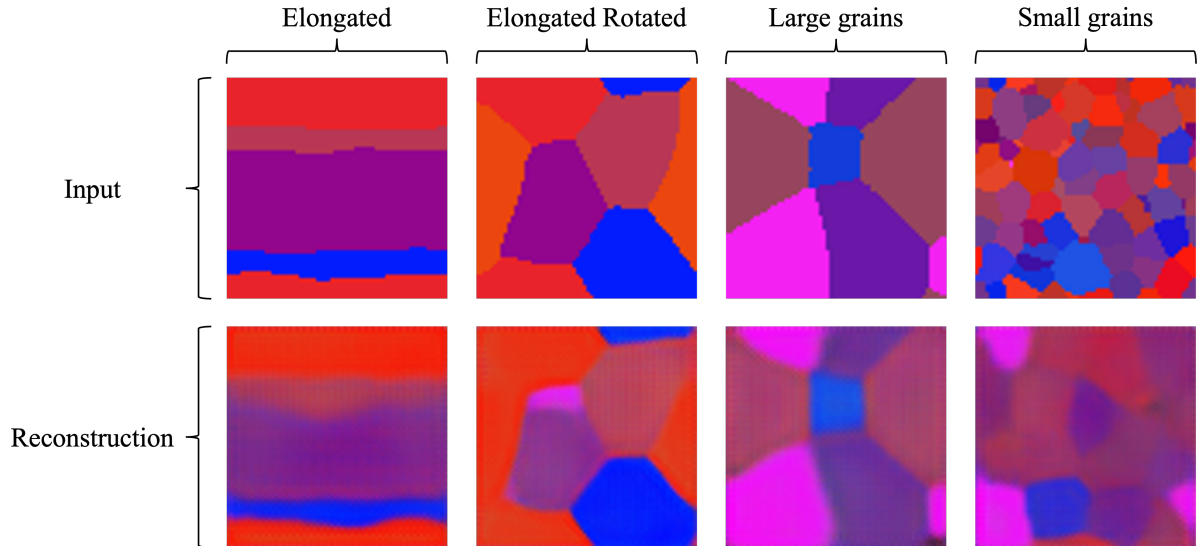 Elongated
Elongated Rotated
Large grains
Small grains
Input
Reconstruction